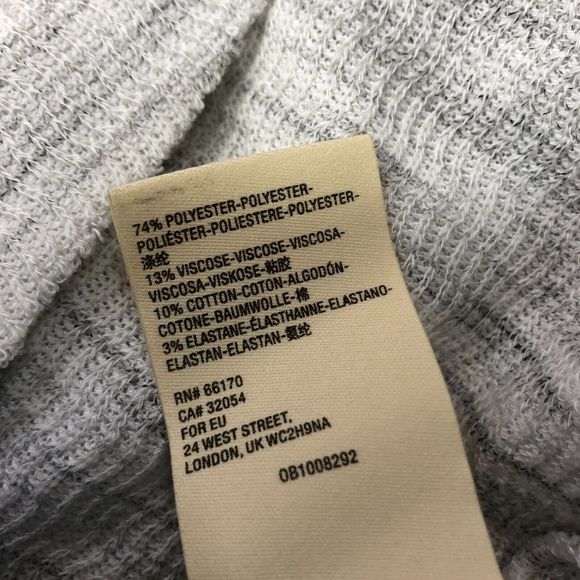 74% POLYESTER-POLYESTER-
POLIÉSTER-POLIESTERE-POLYESTER-
涤纶
13% VISCOSE-VISCOSE-VISCOSA-
VISCOSA-VISKOSE-粘胶
10% COTTON-COTON-ALGODÓN-
COTONE-BAUMWOLLE-棉
3% ELASTANE-ÉLASTHANNE-ELASTANO-
ELASTAN-ELASTAN-氨纶
RN# 66170
CA# 32054
FOR EU
24 WEST STREET,
LONDON, UK WC2H9NA
0B1008292